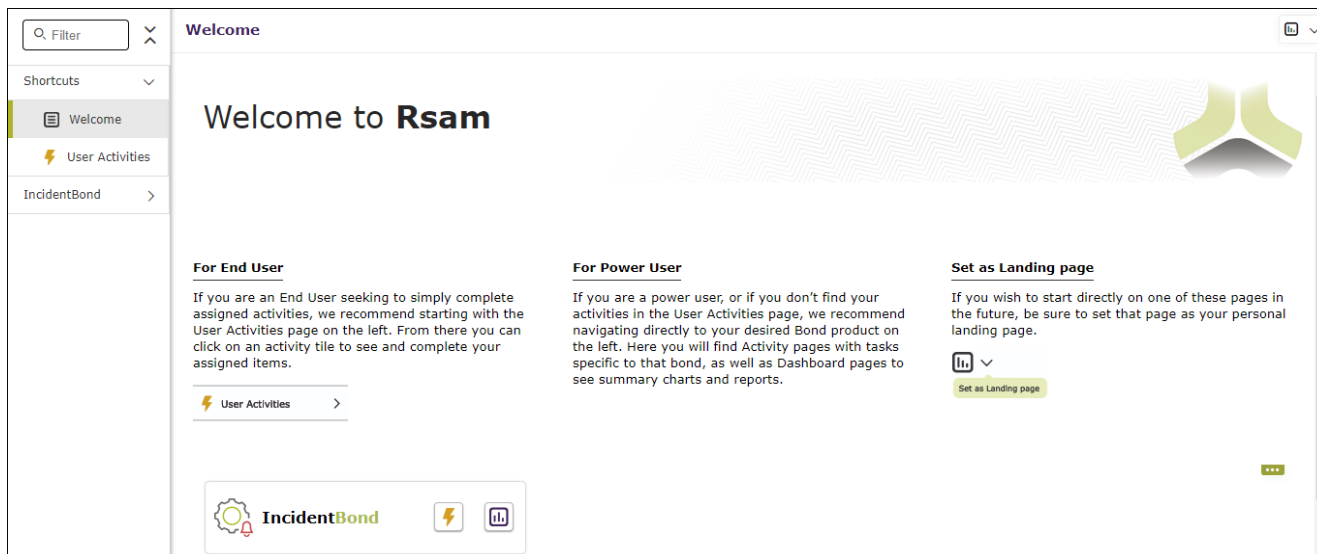 Filter
Shortcuts
Welcome
User Activities
IncidentBond
Welcome
Welcome to Rsam
For End User
If you are an End User seeking to simply complete
assigned activities, we recommend starting with the
User Activities page on the left. From there you can
click on an activity tile to see and complete your
assigned items.
User Activities
For Power User
If you are a power user, or if you don’t find your
activities in the User Activities page, we recommend
navigating directly to your desired Bond product on
the left. Here you will find Activity pages with tasks
specific to that bond, as well as Dashboard pages to
see summary charts and reports.
Set as Landing page
If you wish to start directly on one of these pages in
the future, be sure to set that page as your personal
landing page.
Set as Landing page
IncidentBond